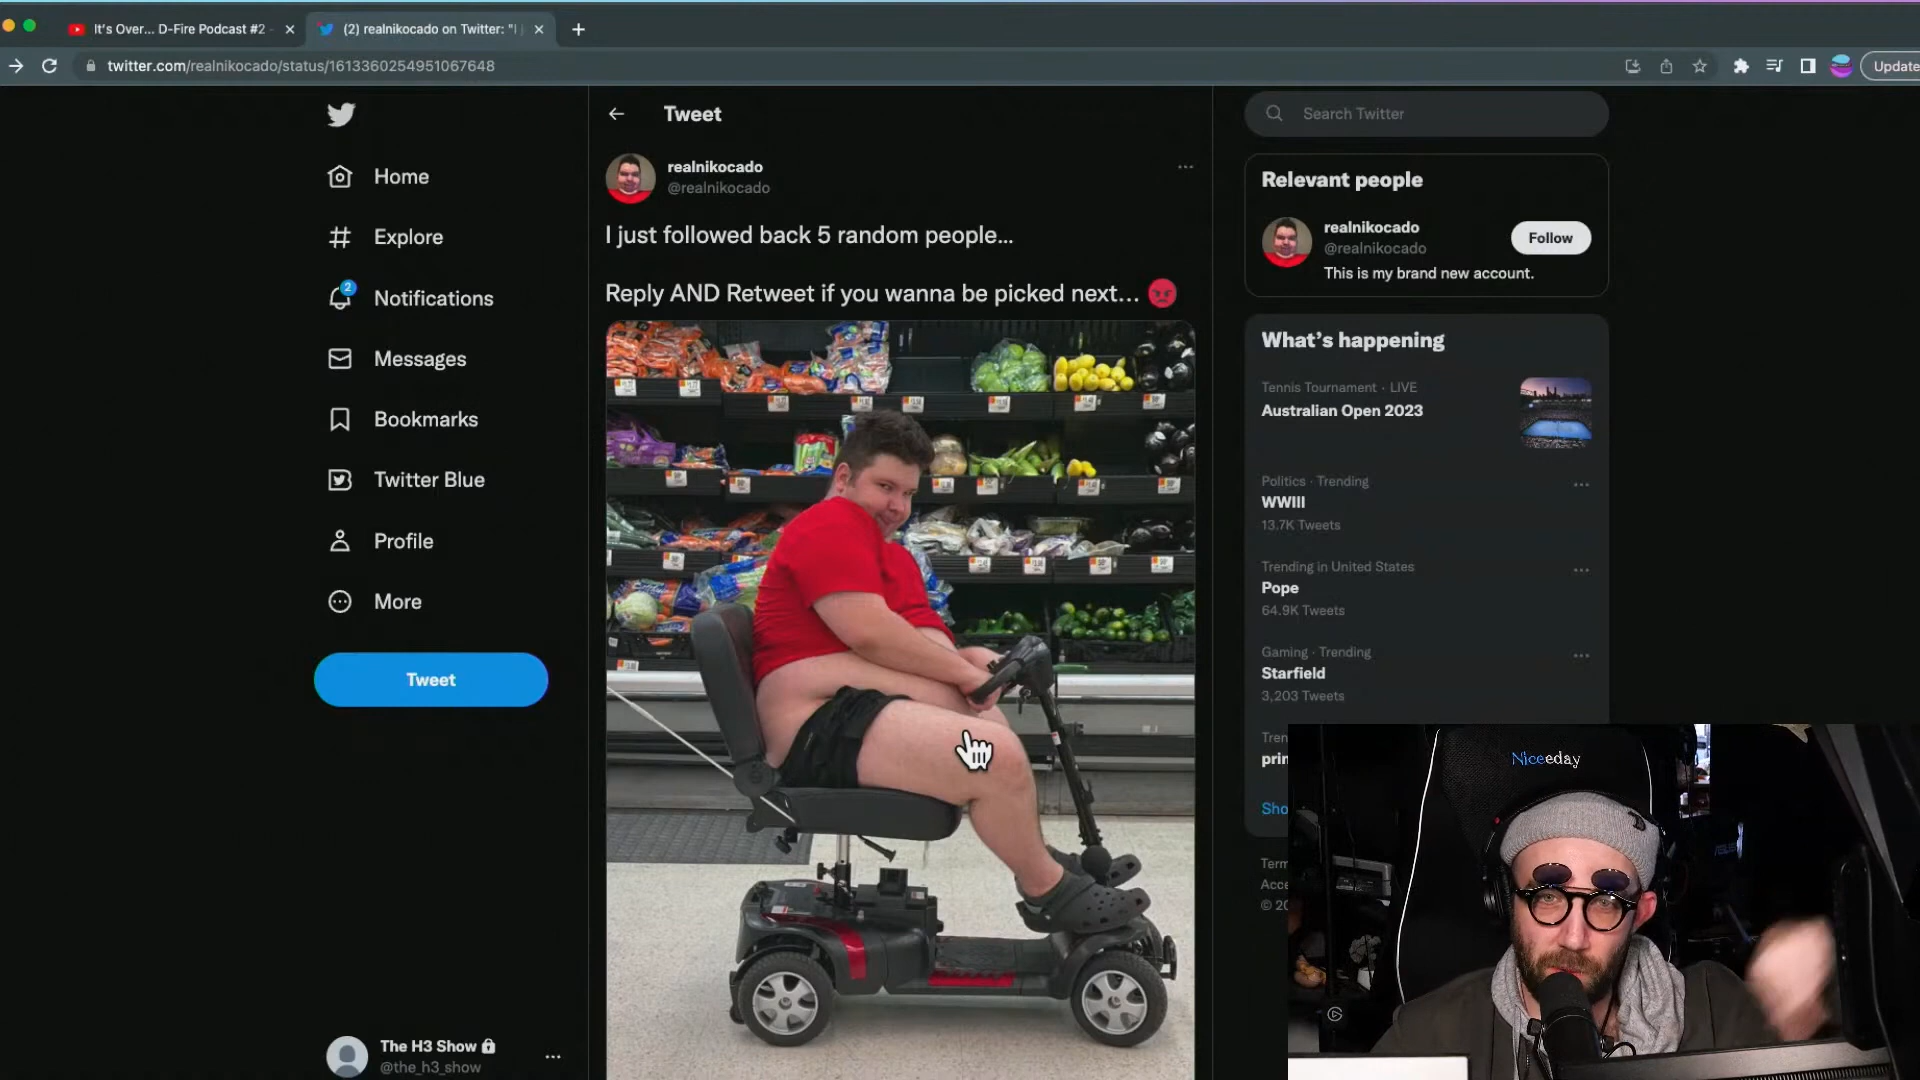 It's Over... D-Fire Podcast #2
(2) realnikocado on Twitter: "I
twitter.com/realnikocado/status/1613360254951067648
Update
Home
Explore
2
Notifications
Messages
Bookmarks
Twitter Blue
Profile
More
Tweet
The H3 Show
@the_h3_show
Tweet
realnikocado
@realnikocado
I just followed back 5 random people...
Reply AND Retweet if you wanna be picked next...
Search Twitter
Relevant people
realnikocado
@realnikocado
Follow
This is my brand new account.
What's happening
Tennis Tournament · LIVE
Australian Open 2023
Politics · Trending
WWIII
13.7K Tweets
Trending in United States
Pope
64.9K Tweets
Gaming · Trending
Starfield
3,203 Tweets
Tren
prin
Sho
Term
Acce
© 20
Niceeday